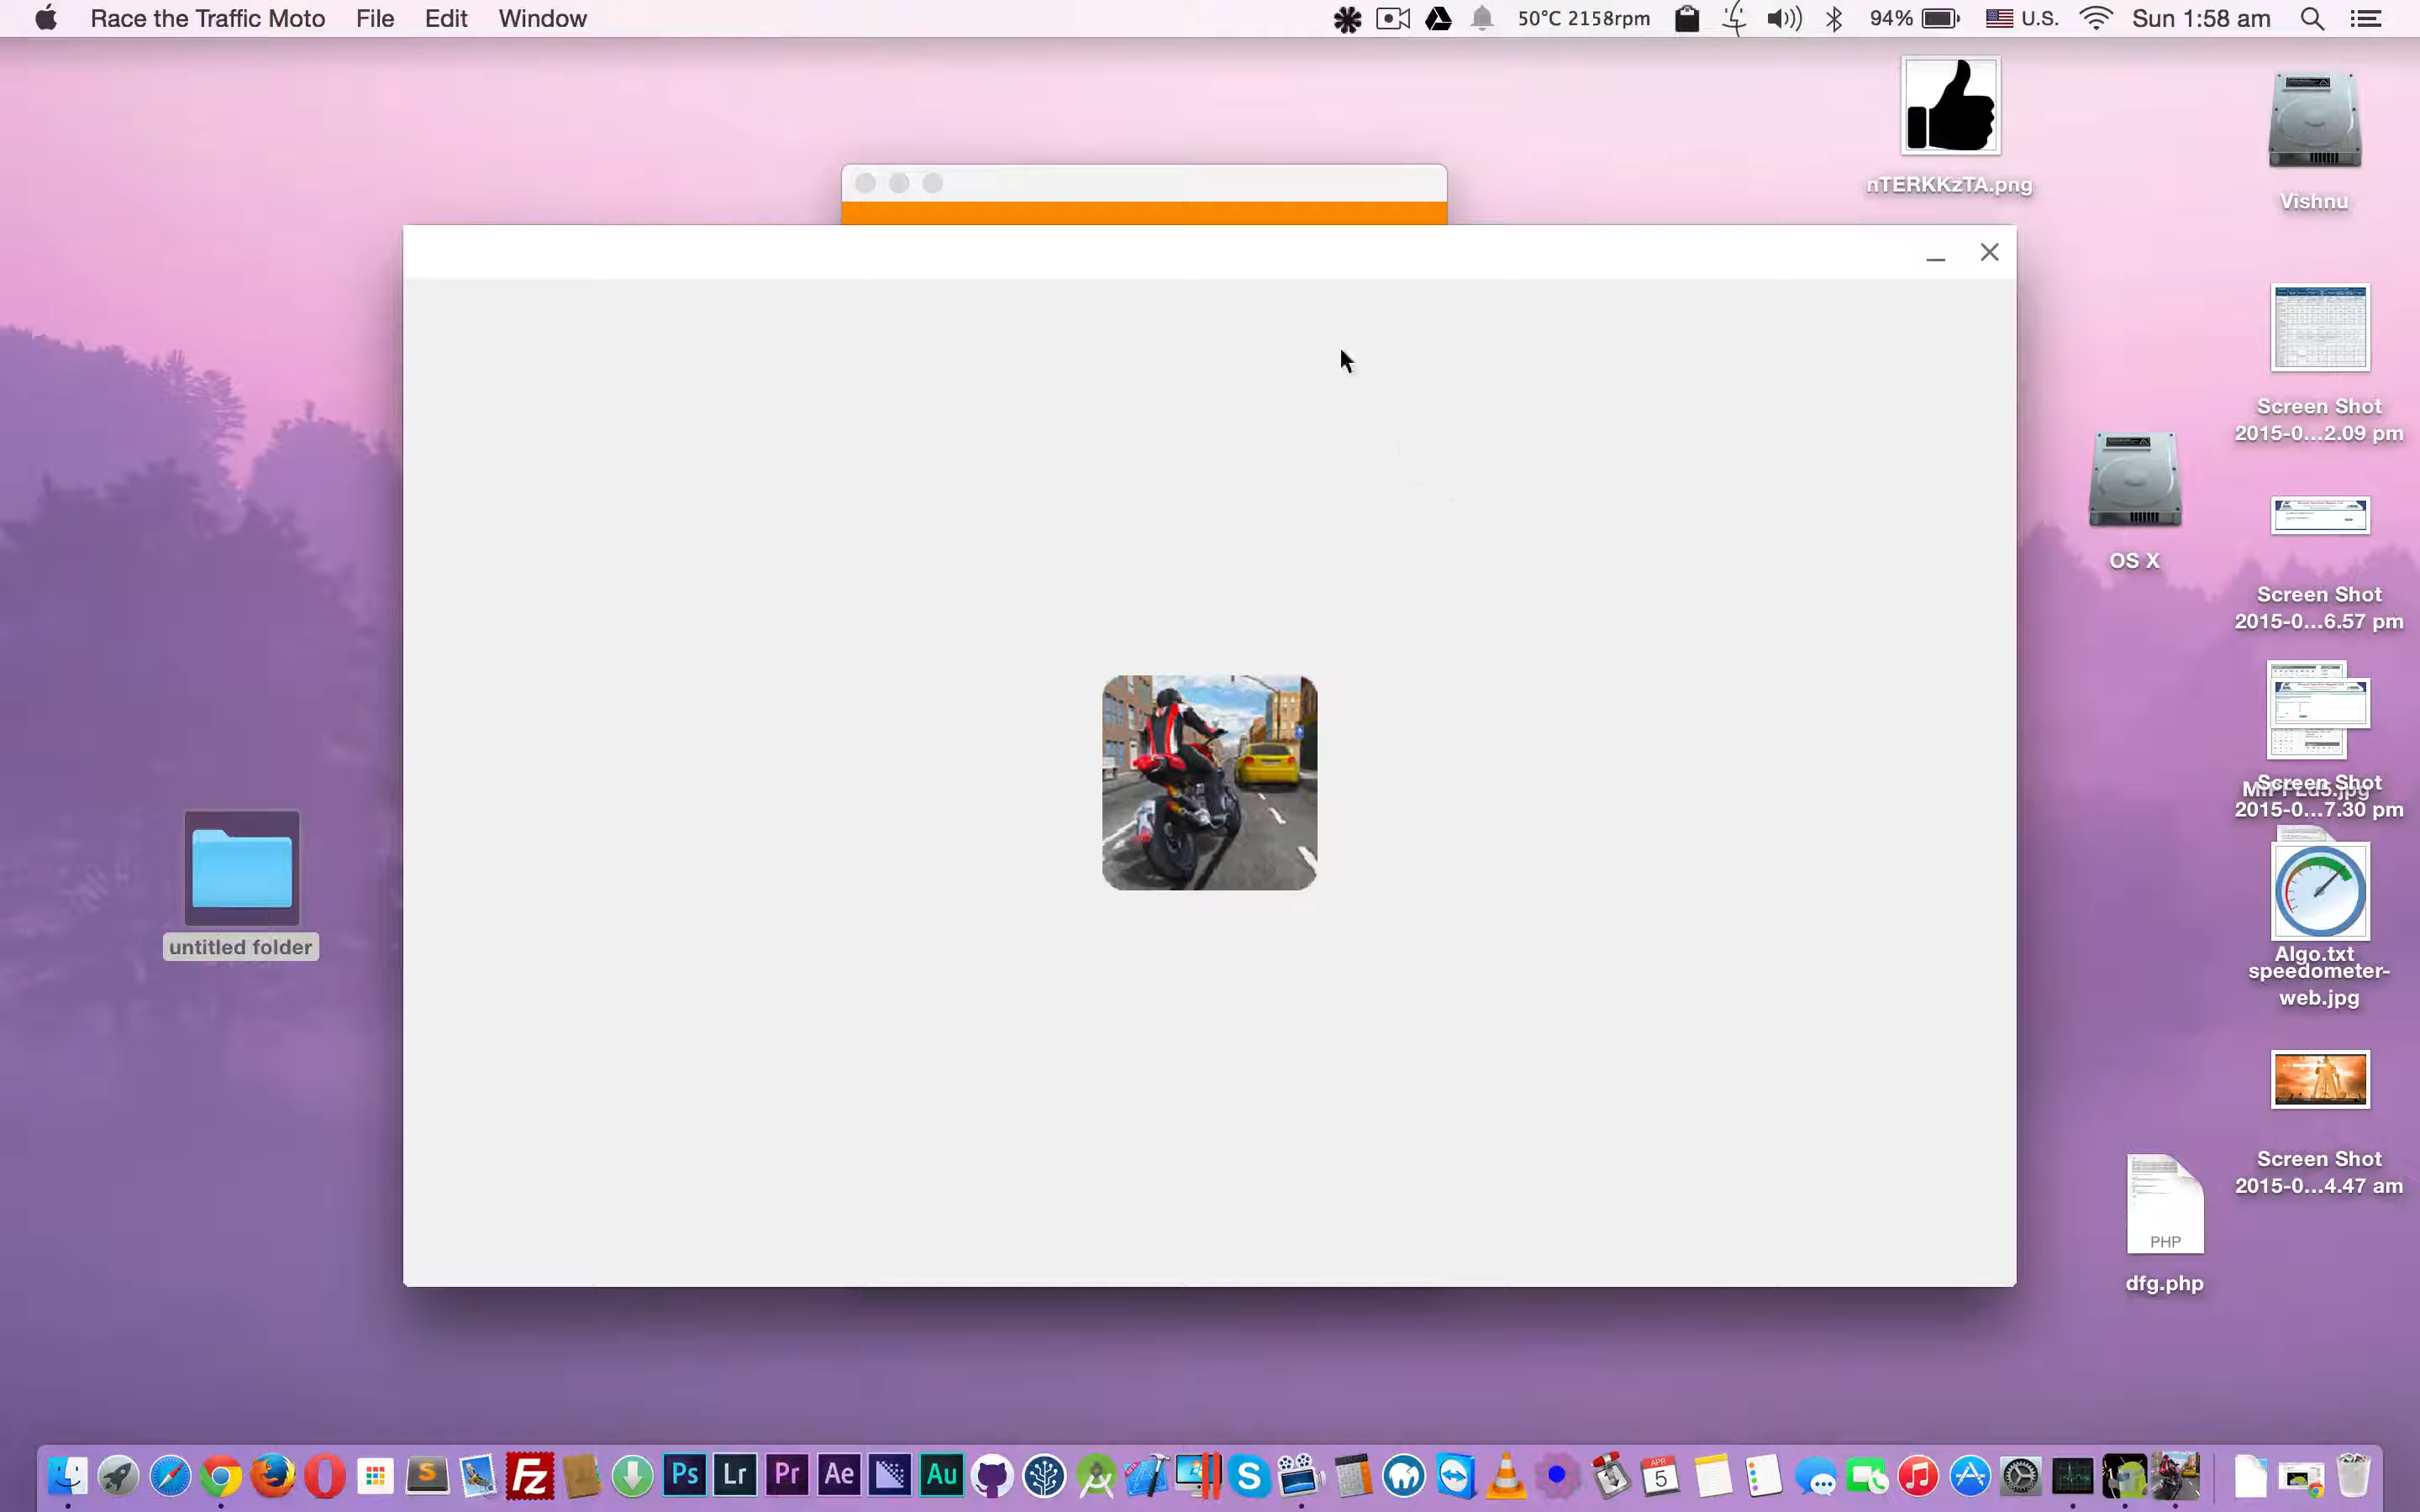 Race the Traffic Moto File Edit Window 50°C 2158rpm 94% U.S. Sun 1:58 am
nTERKKzTA.png
Vishnu
Screen Shot
2015-0...2.09 pm
OS X
Screen Shot
2015-0...6.57 pm
Screen Shot
2015-0...7.30 pm
untitled folder
Algo.txt
speedometer-
web.jpg
Screen Shot
2015-0...4.47 am
PHP
dfg.php
S Fz Ps Lr Pr Ae Au S APR 5